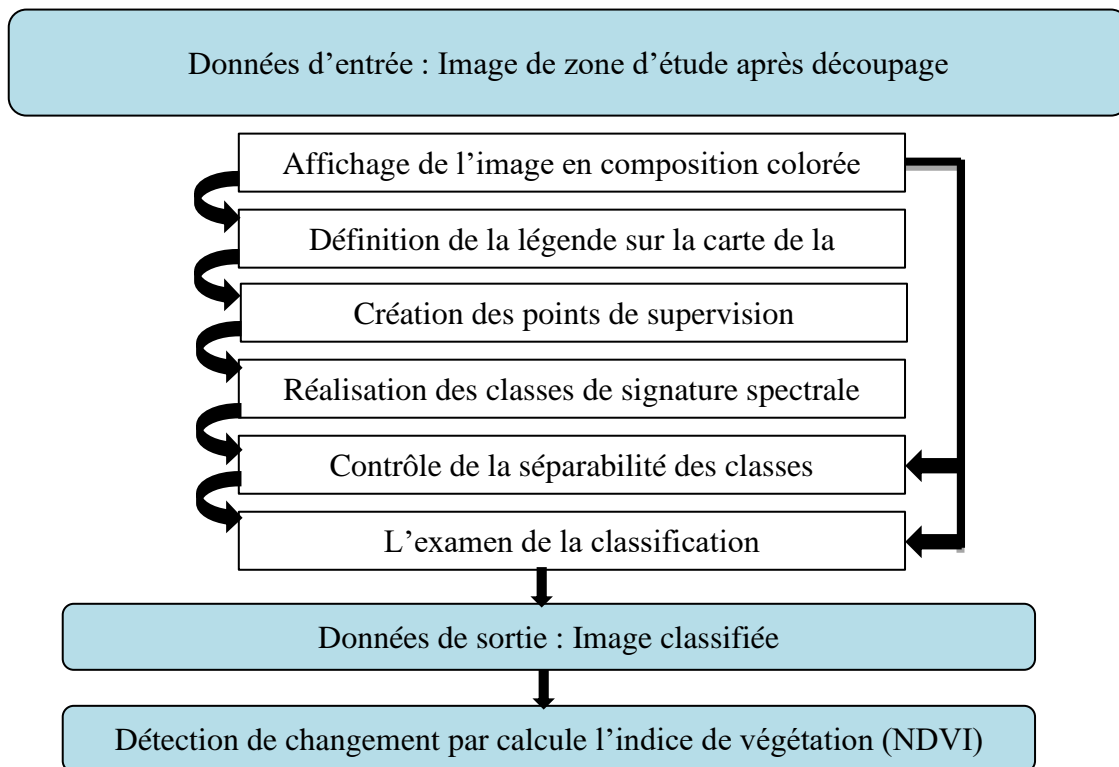 Données d’entrée : Image de zone d’étude après découpage
Affichage de l’image en composition colorée
Définition de la légende sur la carte de la
Création des points de supervision
Réalisation des classes de signature spectrale
Contrôle de la séparabilité des classes
L’examen de la classification
Données de sortie : Image classifiée
Détection de changement par calcule l’indice de végétation (NDVI)